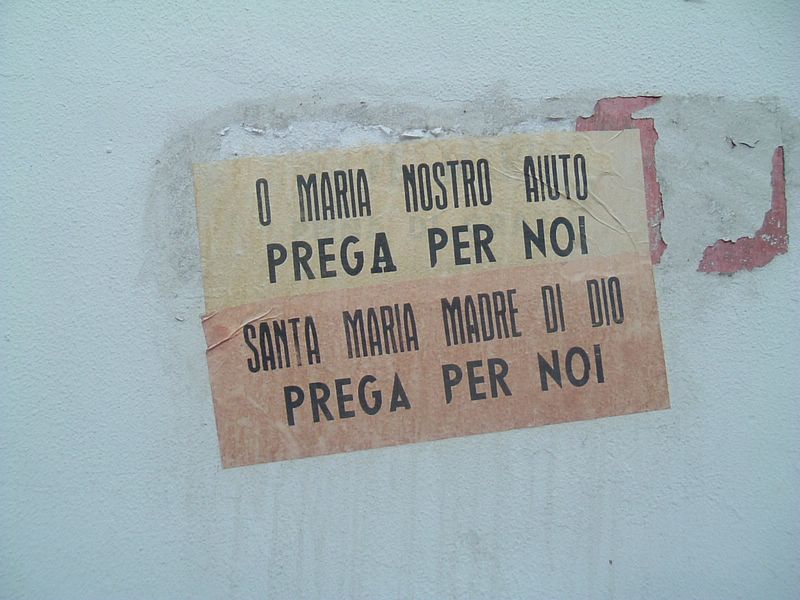 O MARIA NOSTRO AIUTO
PREGA PER NOI
SANTA MARIA MADRE DI DIO
PREGA PER NOI